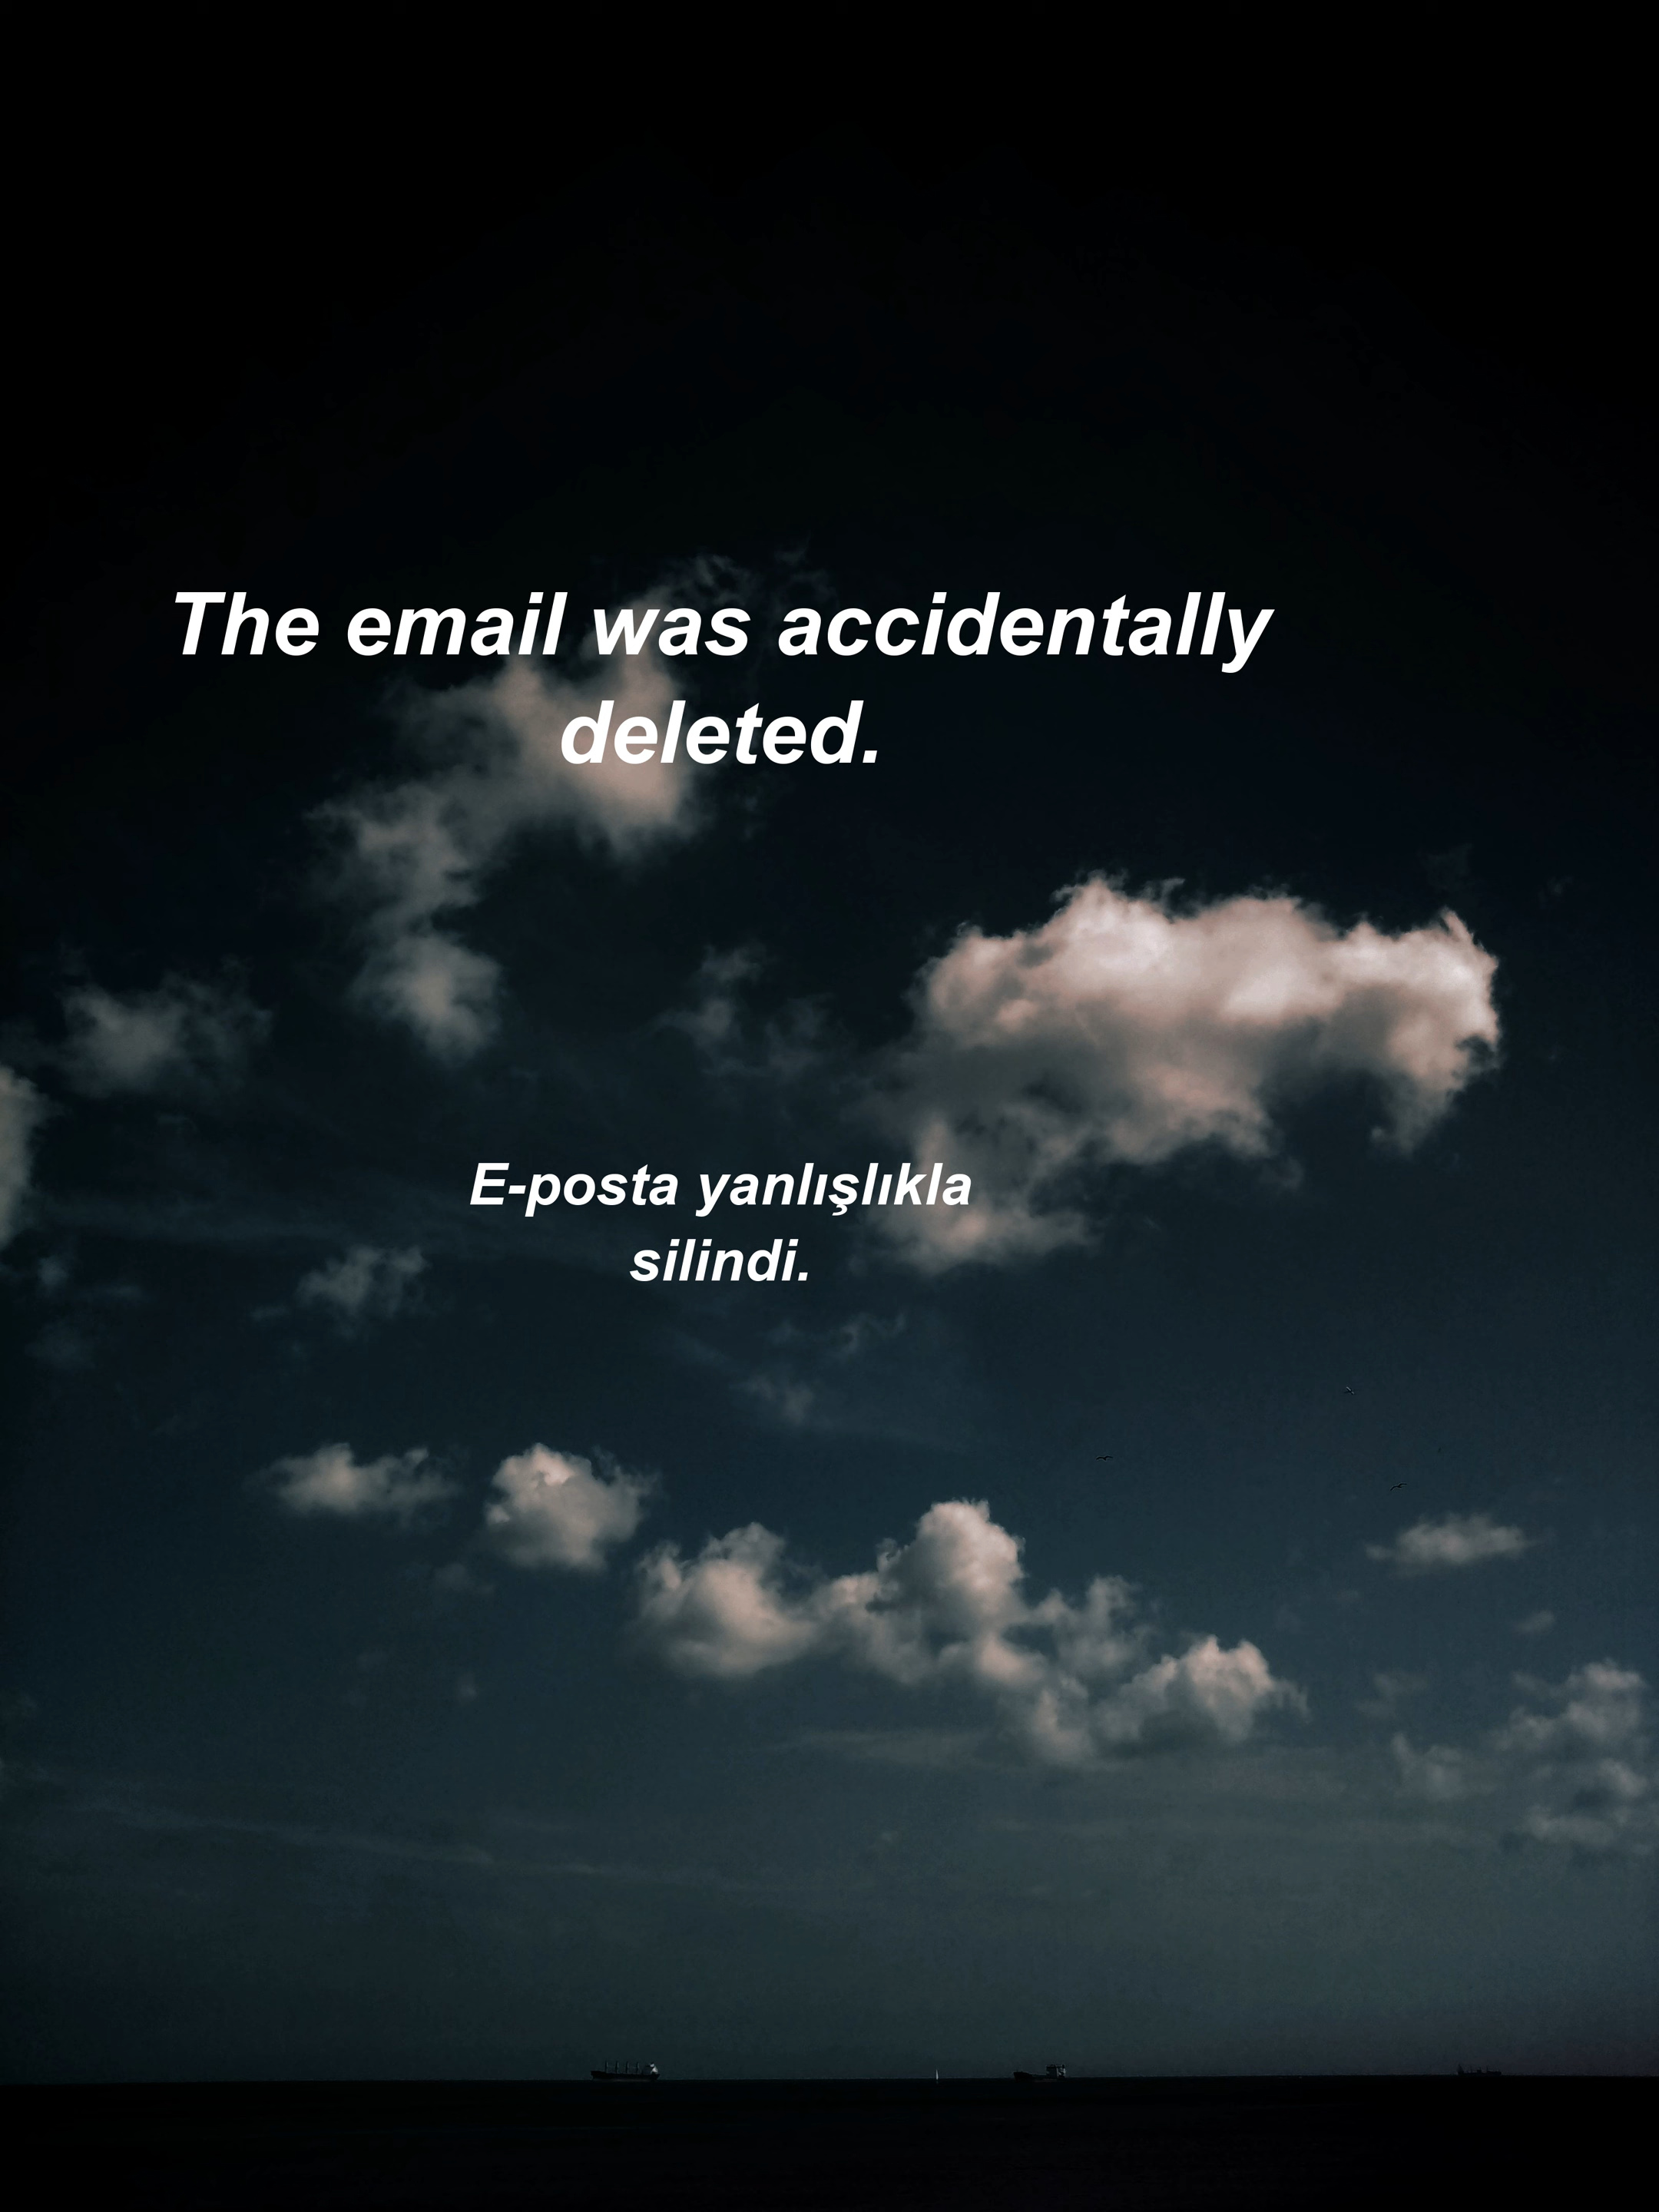 The email was accidentally
deleted.
E-posta yanlışlıkla
silindi.